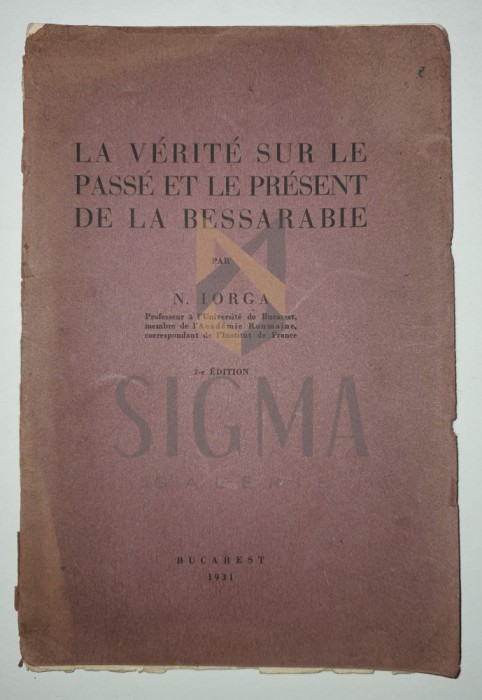 LA VÉRITÉ SUR LE
PASSÉ ET LE PRÉSENT
DE LA BESSARABIE
PAR
N. IORGA
Professeur à l'Université de Bucarest,
membre de l'Académie Roumaine,
correspondant de l'Institut de France
2-e ÉDITION
SIGMA
GALERIE
BUCAREST
1931